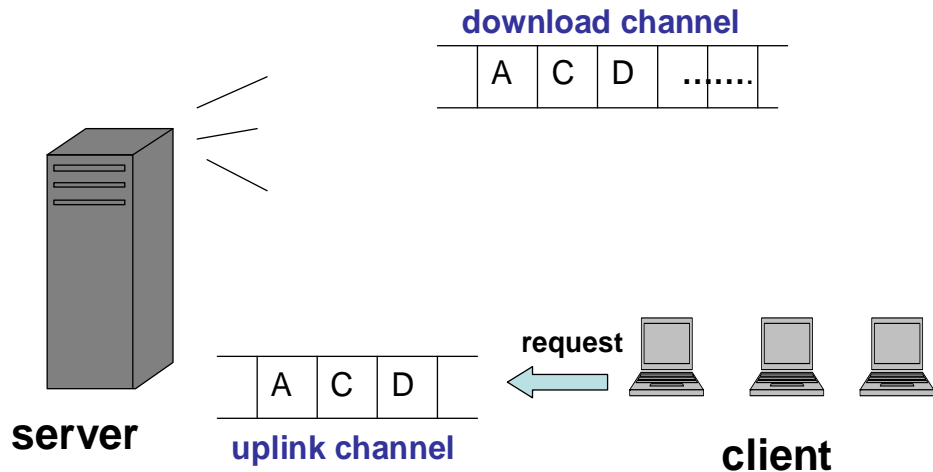 download channel
A C D .......
request
A C D
server
uplink channel
client